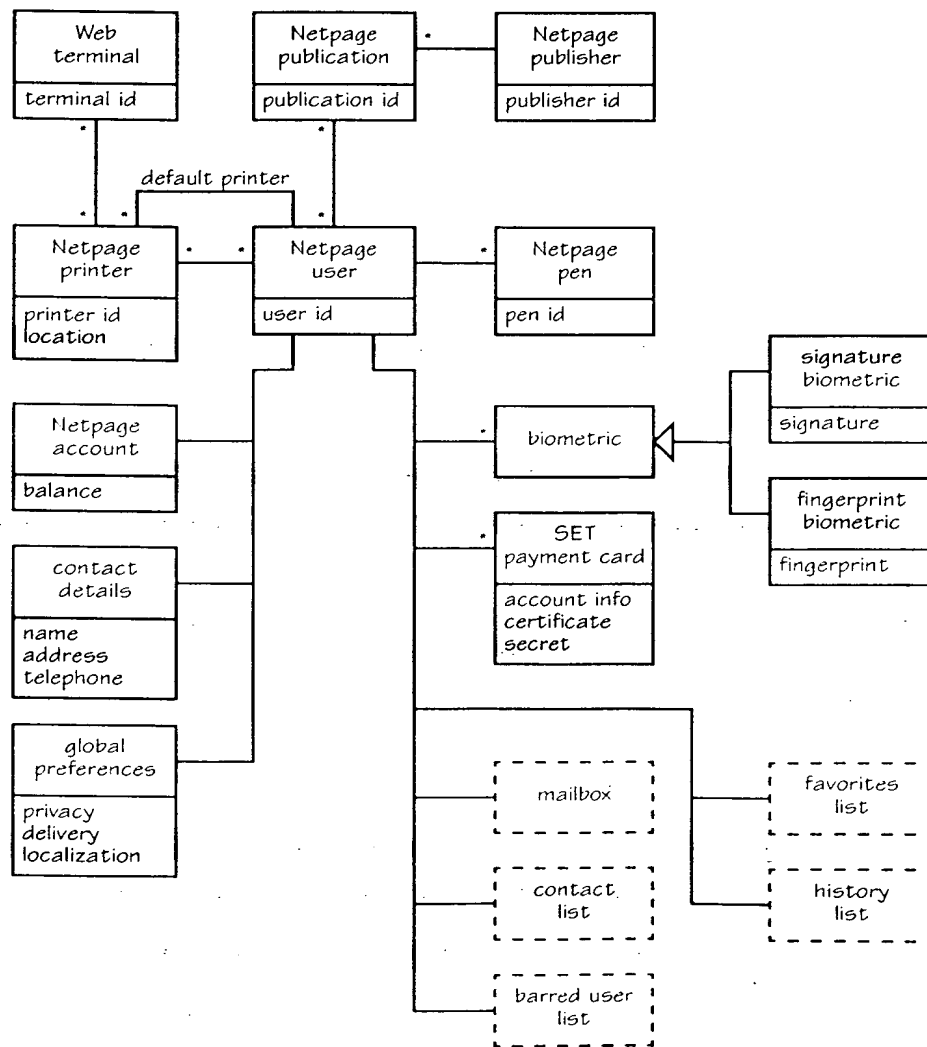 Web
terminal
terminal id
Netpage
publication
publication id
*
Netpage
publisher
publisher id
*
*
default printer
*
*
*
Netpage
printer
printer id
location
*
*
Netpage
user
user id
*
Netpage
pen
pen id
signature
biometric
signature
Netpage
account
balance
*
biometric
fingerprint
biometric
fingerprint
*
SET
payment card
account info
certificate
secret
contact
details
name
address
telephone
global
preferences
privacy
delivery
localization
mailbox
favorites
list
contact
list
history
list
barred user
list